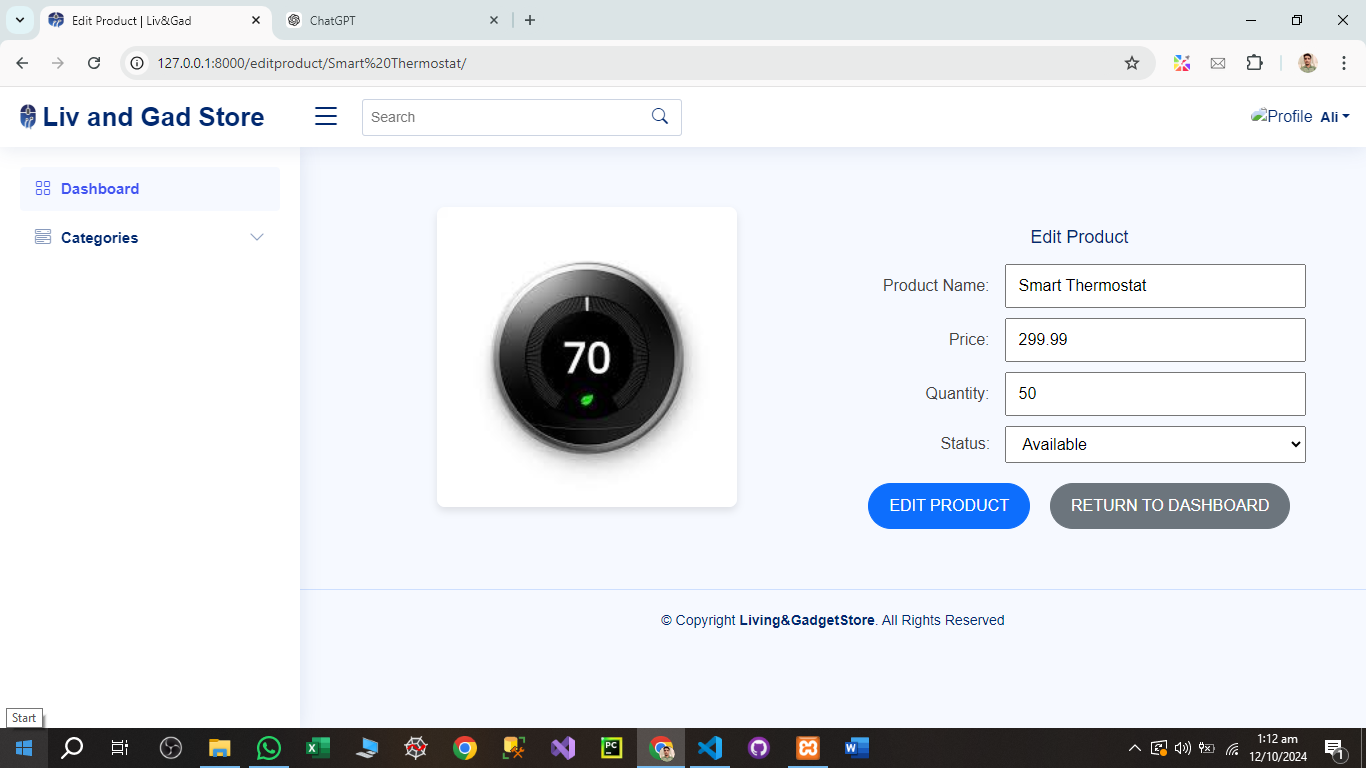 Edit Product | Liv&Gad
ChatGPT
127.0.0.1:8000/editproduct/Smart%20Thermostat/
Liv and Gad Store
Search
Profile
Ali
Dashboard
Categories
70
Edit Product
Product Name:
Smart Thermostat
Price:
299.99
Quantity:
50
Status:
Available
EDIT PRODUCT
RETURN TO DASHBOARD
© Copyright Living&GadgetStore. All Rights Reserved
Start
PC
1:12 am
12/10/2024
1